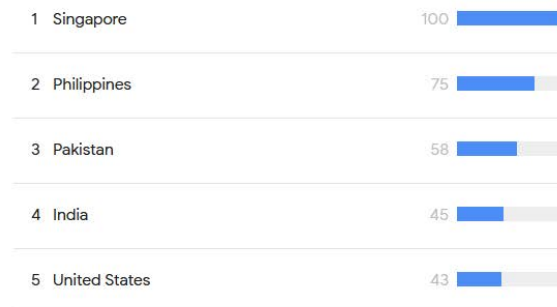 1 Singapore 100
2 Philippines 75
3 Pakistan 58
4 India 45
5 United States 43